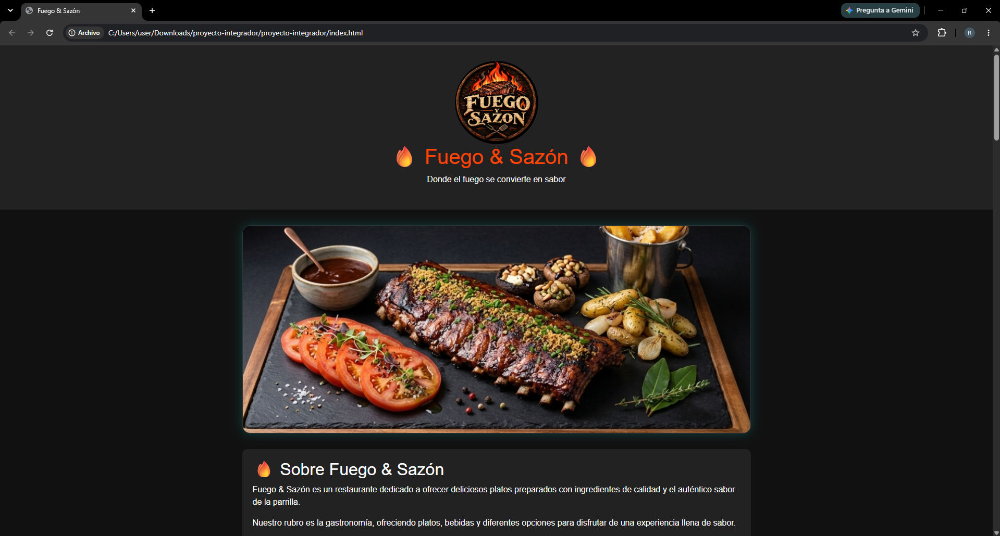 Fuego & Sazón
Pregunta a Gemini
Archivo
C:/Users/user/Downloads/proyecto-integrador/proyecto-integrador/index.html
R
FUEGO
Y
SAZON
Fuego & Sazón
Donde el fuego se convierte en sabor
Sobre Fuego & Sazón
Fuego & Sazón es un restaurante dedicado a ofrecer deliciosos platos preparados con ingredientes de calidad y el auténtico sabor
de la parrilla.
Nuestro rubro es la gastronomía, ofreciendo platos, bebidas y diferentes opciones para disfrutar de una experiencia llena de sabor.